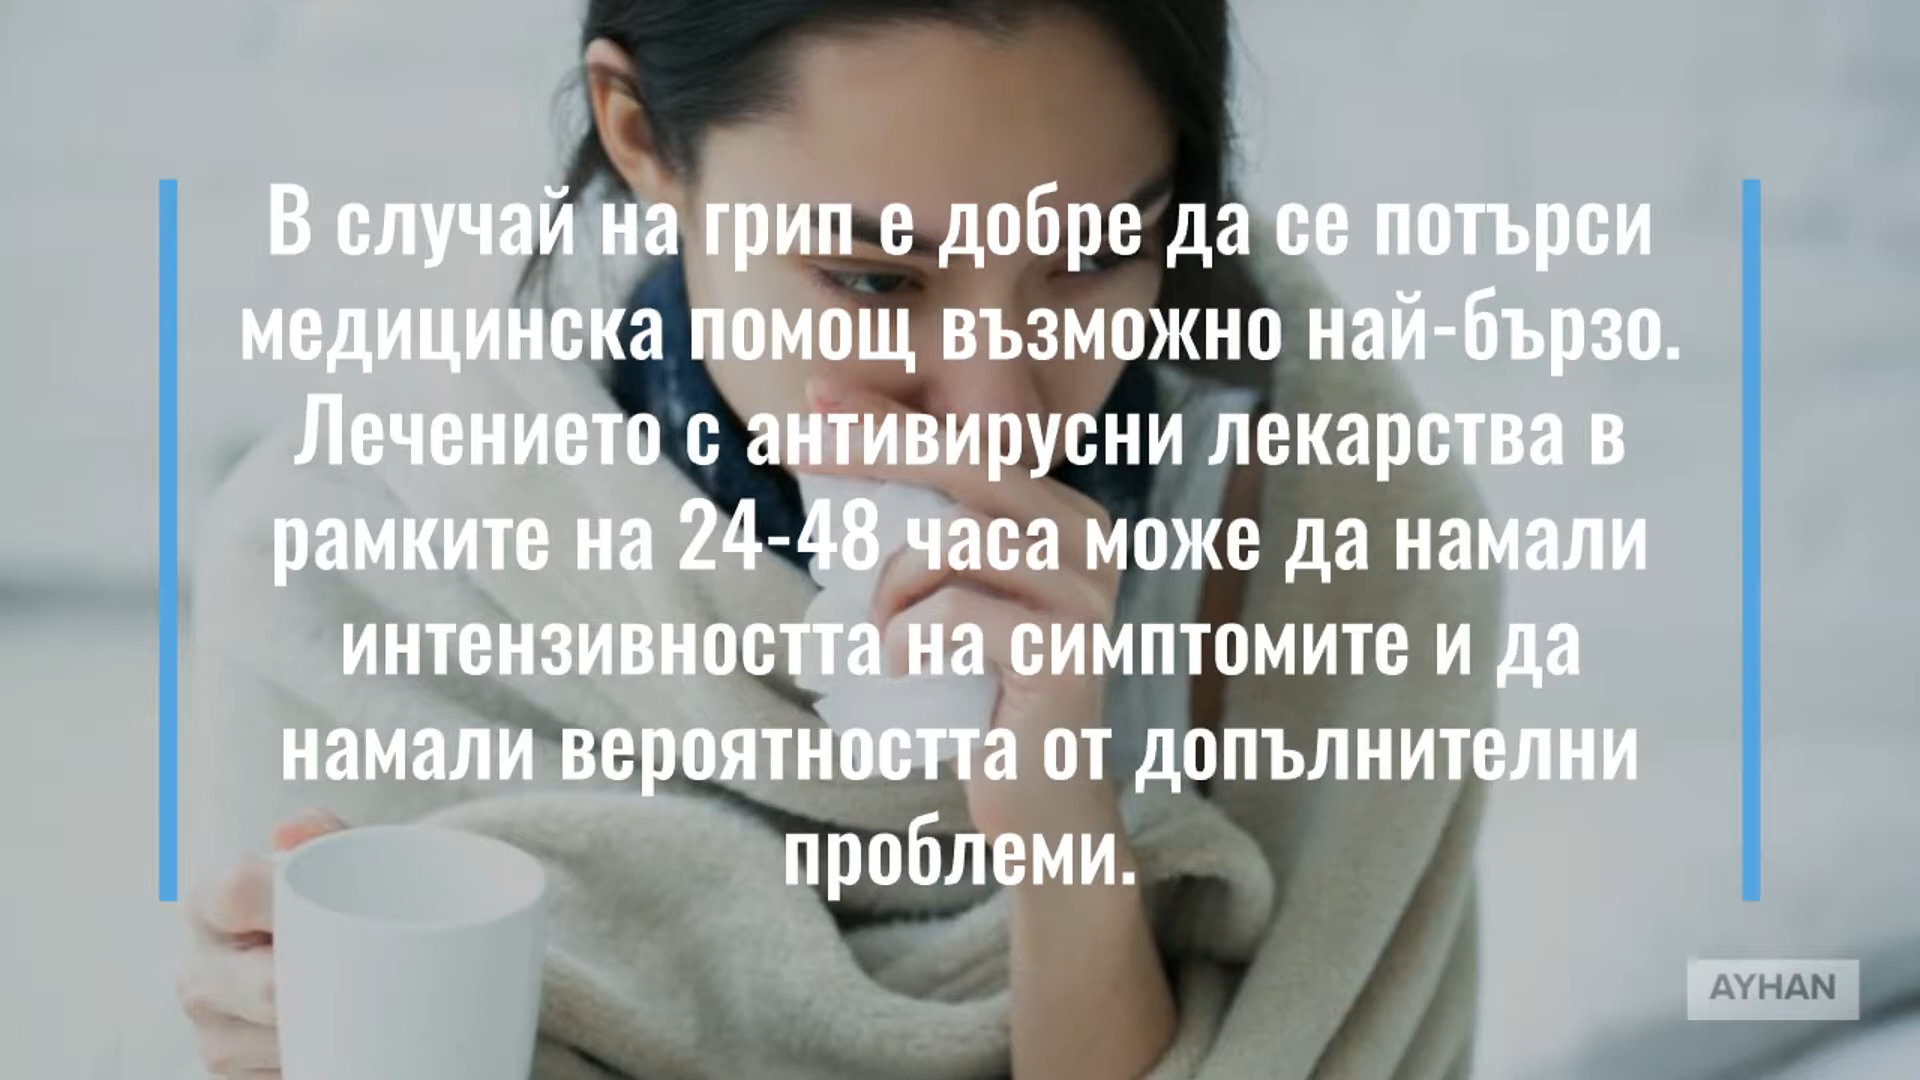 В случай на грип е добре да се потърси
медицинска помощ възможно най-бързо.
Лечението с антивирусни лекарства в
рамките на 24-48 часа може да намали
интензивността на симптомите и да
намали вероятността от допълнителни
проблеми.
AYHAN